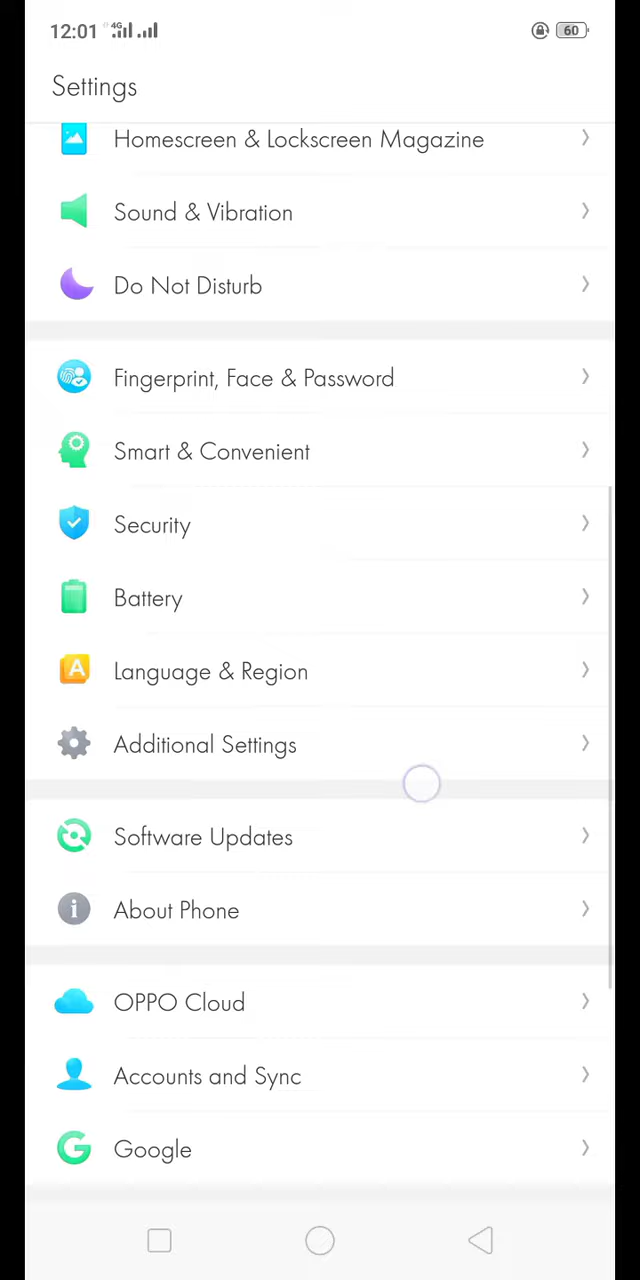 12:01 4G 60
Settings
Homescreen & Lockscreen Magazine
Sound & Vibration
Do Not Disturb
Fingerprint, Face & Password
Smart & Convenient
Security
Battery
A Language & Region
Additional Settings
Software Updates
i About Phone
OPPO Cloud
Accounts and Sync
G Google